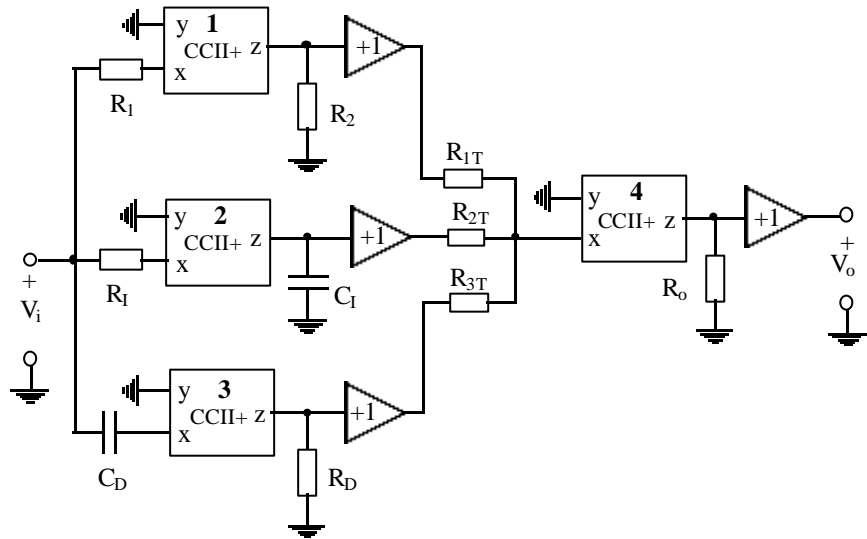 1
y
CCII+ z
x
+1
R1
R2
R1T
2
y
CCII+ z
x
+1
R2T
4
y
CCII+ z
x
+1
+
Vi
RI
CI
R3T
Ro
+
Vo
3
y
CCII+ z
x
+1
CD
RD